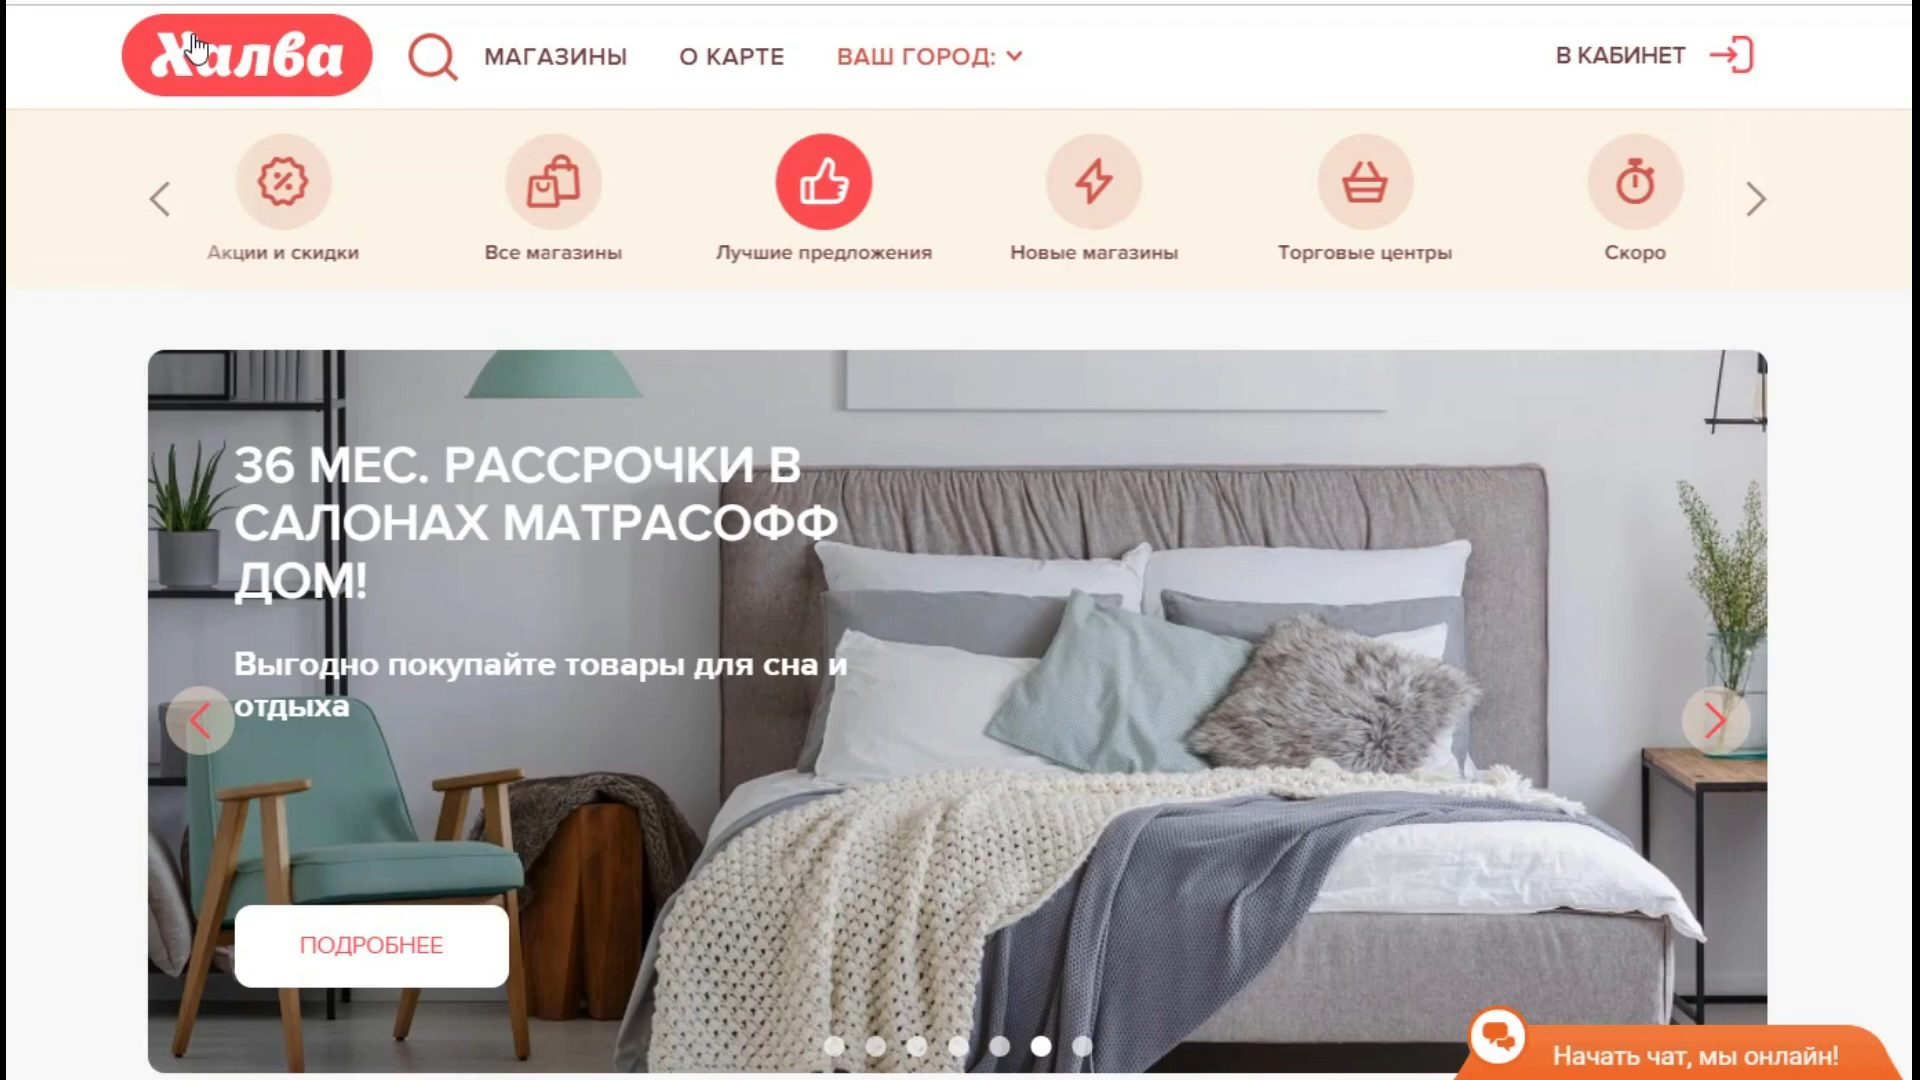 Халва
МАГАЗИНЫ
О КАРТЕ
ВАШ ГОРОД:
В КАБИНЕТ
Акции и скидки
Все магазины
Лучшие предложения
Новые магазины
Торговые центры
Скоро
36 МЕС. РАССРОЧКИ В
САЛОНАХ МАТРАСОФФ
ДОМ!
Выгодно покупайте товары для сна и
отдыха
ПОДРОБНЕЕ
Начать чат, мы онлайн!